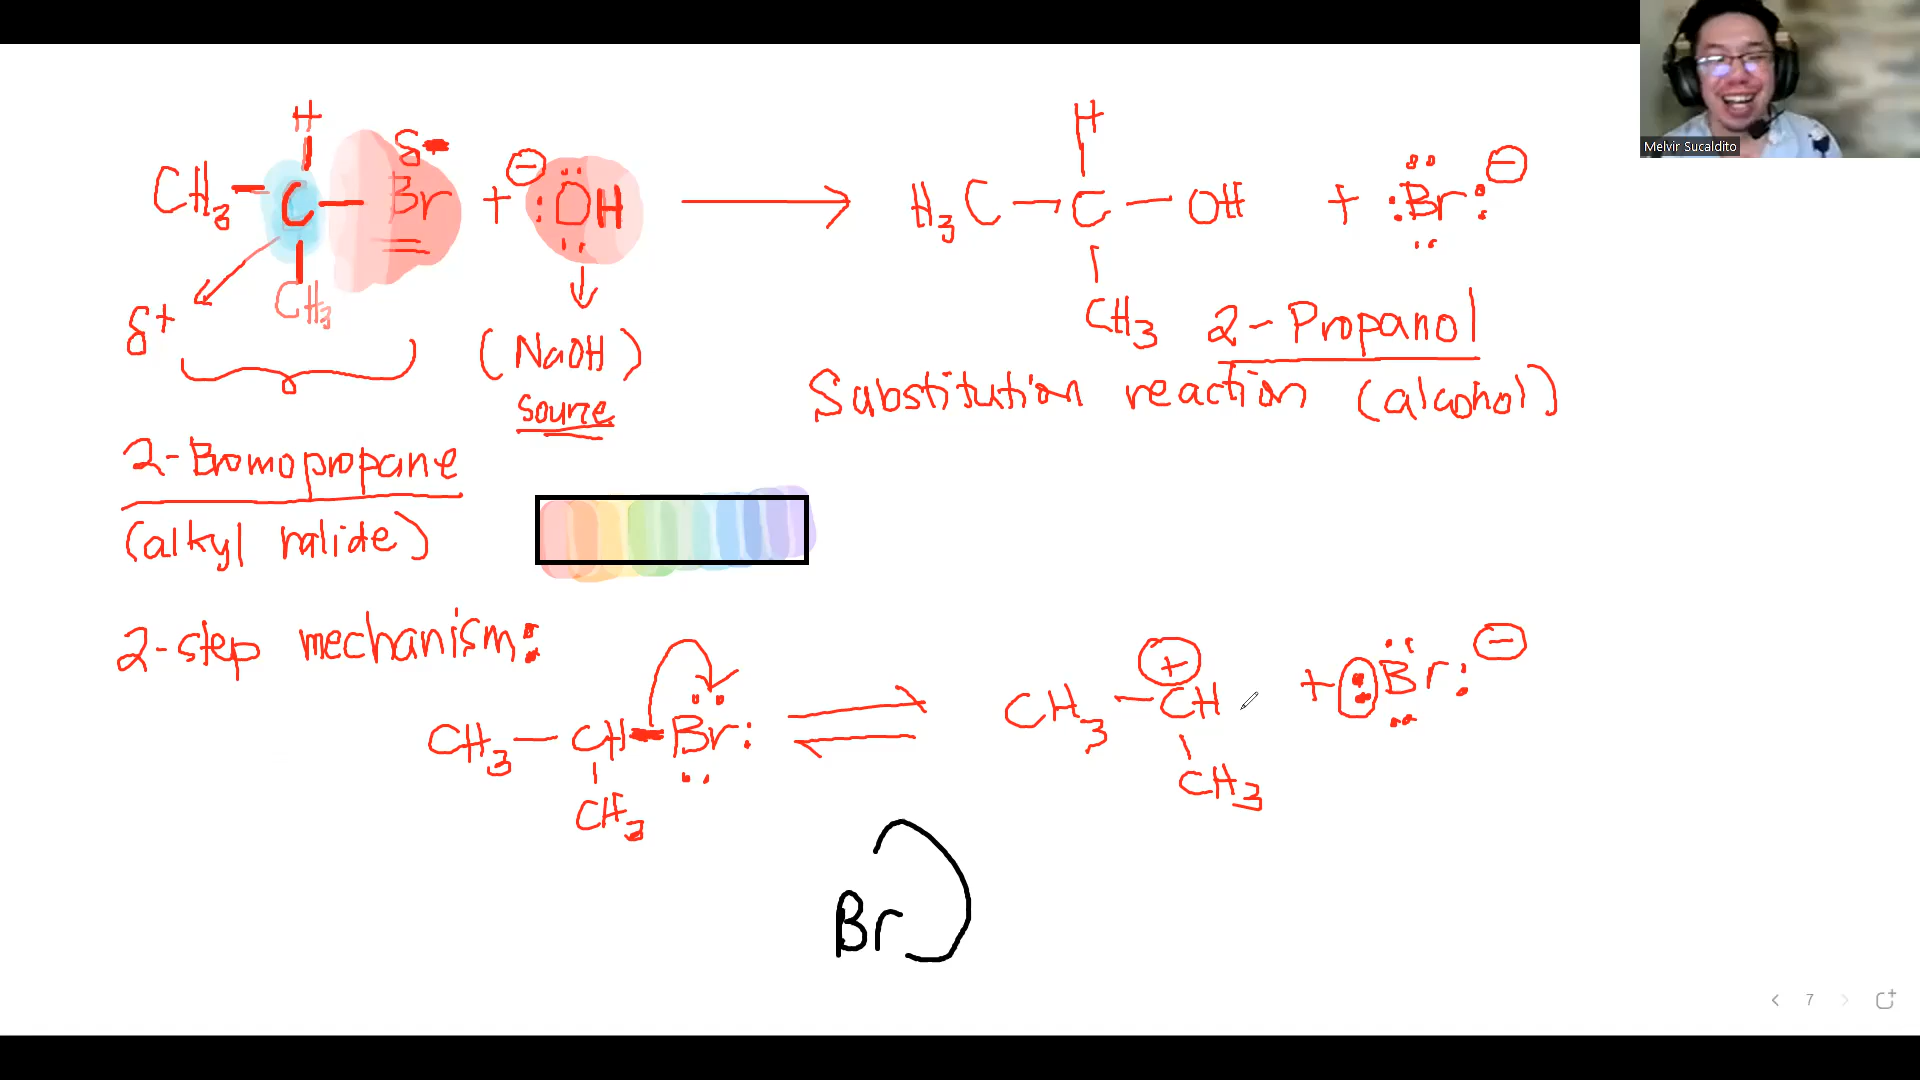 Melvir Sucaldito
H H
δ-
CH₃ — C — Br + ⊖ :ÖH → H₃C — C — OH + :Br: ⊖
δ+ CH₃ CH₃
(NaOH) 2-Propanol
source Substitution reaction (alcohol)
2-Bromopropane
(alkyl halide)
2-step mechanism:
CH₃ — CH — Br: ⇌ CH₃ — CH ⊕ + :Br: ⊖
CH₃ CH₃
Br
7